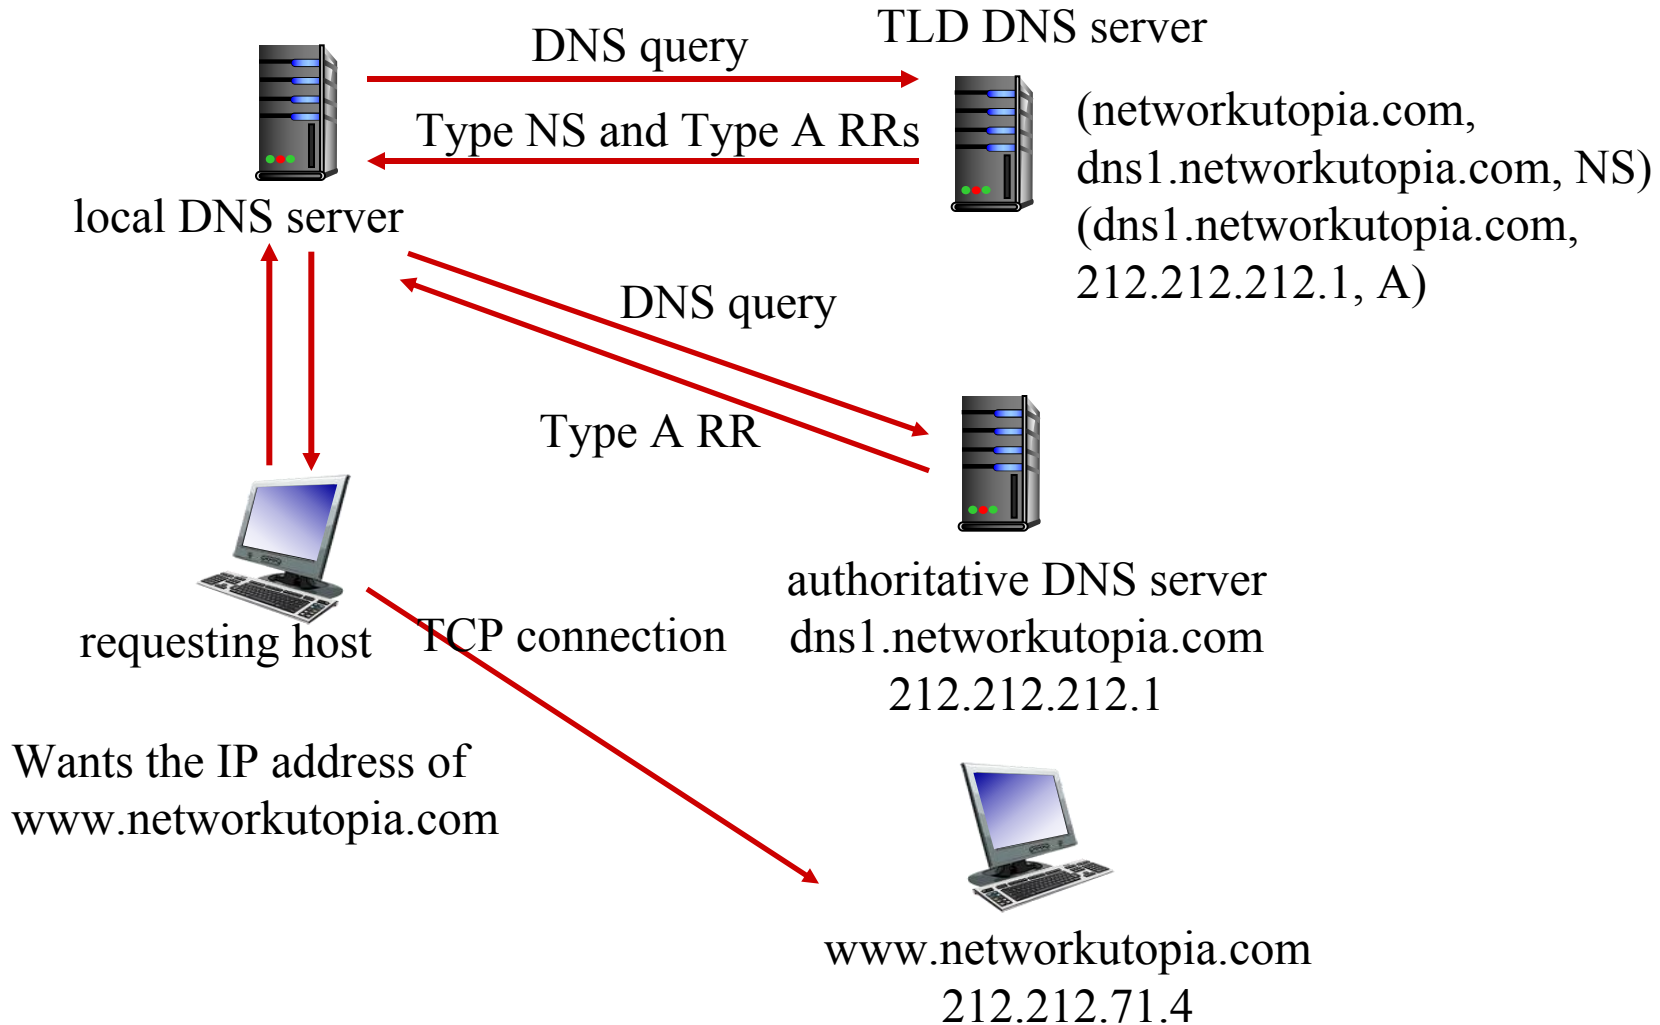 TLD DNS server
DNS query
Type NS and Type A RRs
(networkutopia.com,
dns1.networkutopia.com, NS)
(dns1.networkutopia.com,
212.212.212.1, A)
local DNS server
DNS query
Type A RR
authoritative DNS server
dns1.networkutopia.com
212.212.212.1
requesting host
TCP connection
Wants the IP address of
www.networkutopia.com
www.networkutopia.com
212.212.71.4